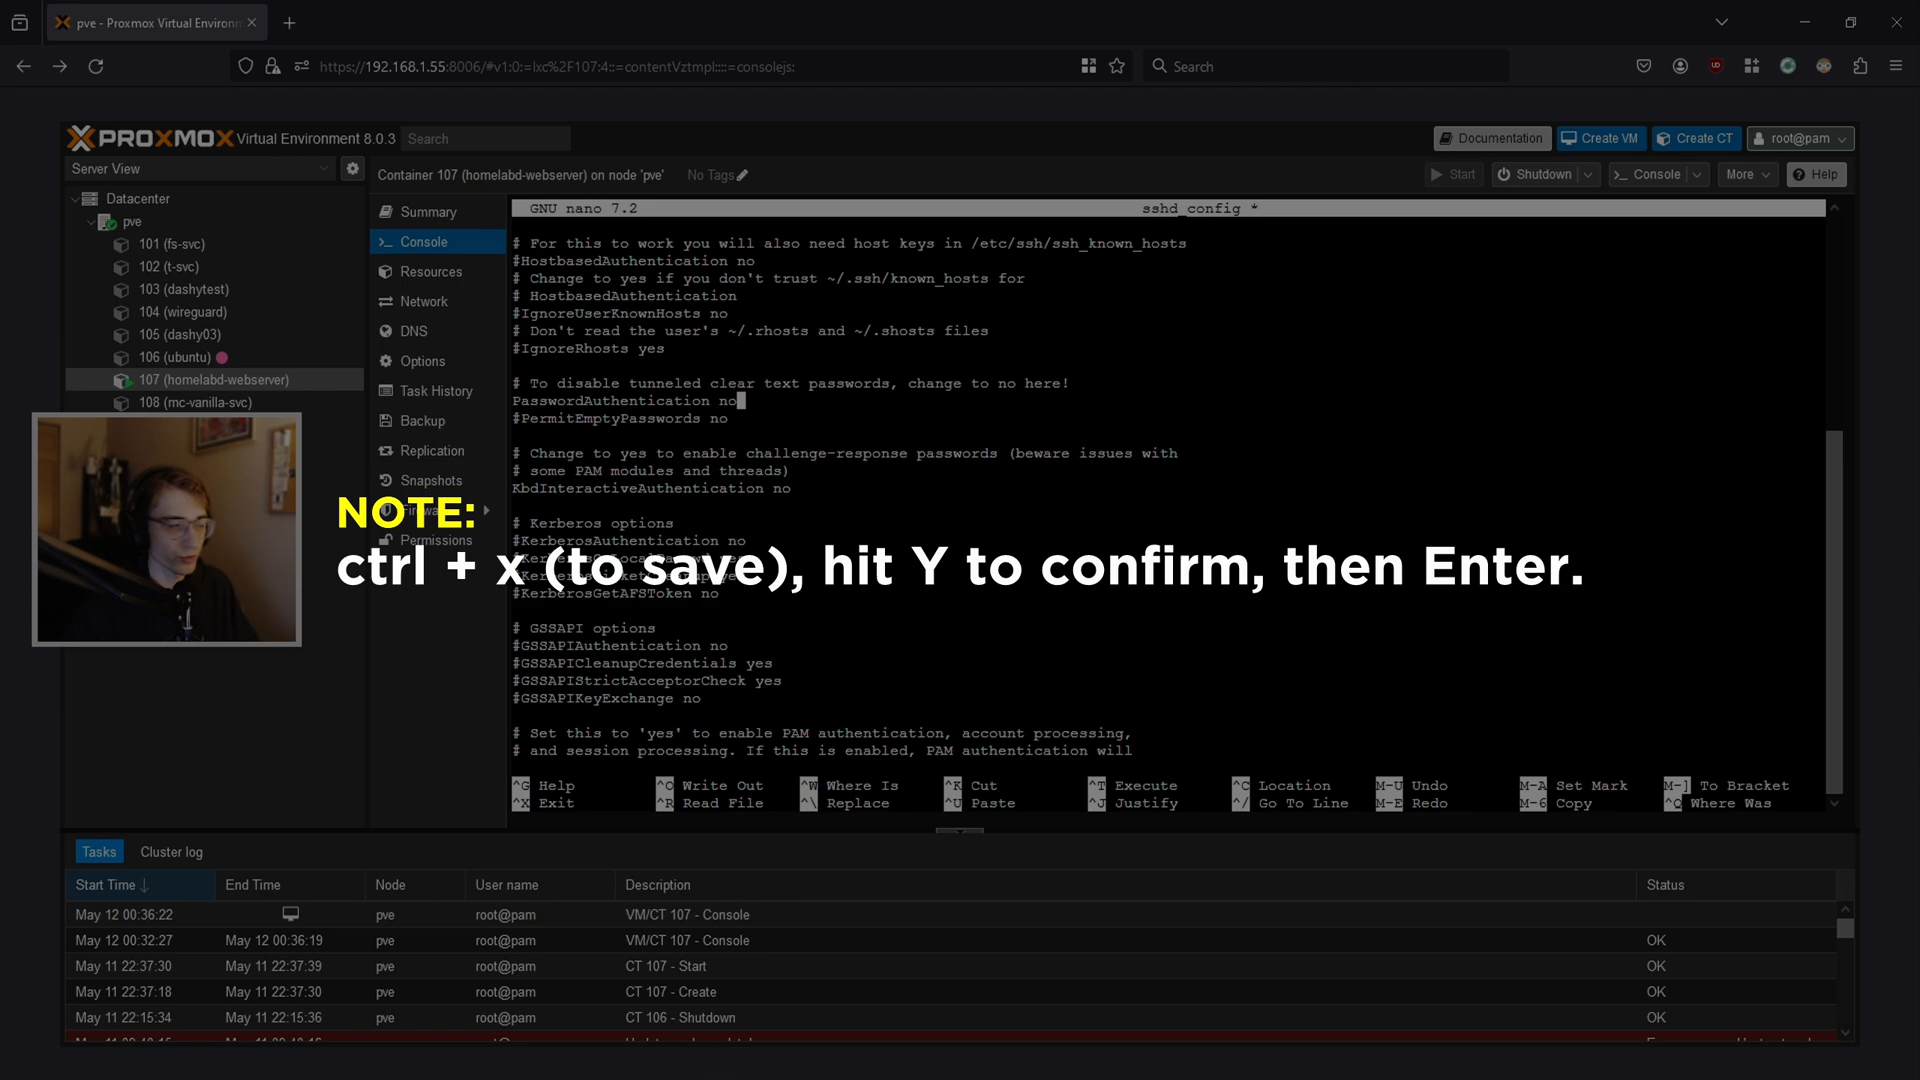 pve - Proxmox Virtual Environ
https://192.168.1.55:8006/#v1:0:=lxc%2F107:4::=contentVztmpl::::=consolejs:
Search
PROXMOX Virtual Environment 8.0.3
Search
Documentation
Create VM
Create CT
root@pam
Server View
Container 107 (homelabd-webserver) on node 'pve'
No Tags
Start
Shutdown
Console
More
Help
Datacenter
pve
101 (fs-svc)
102 (t-svc)
103 (dashytest)
104 (wireguard)
105 (dashy03)
106 (ubuntu)
107 (homelabd-webserver)
108 (mc-vanilla-svc)
Summary
Console
Resources
Network
DNS
Options
Task History
Backup
Replication
Snapshots
Permissions
GNU nano 7.2 sshd_config *
# For this to work you will also need host keys in /etc/ssh/ssh_known_hosts
#HostbasedAuthentication no
# Change to yes if you don't trust ~/.ssh/known_hosts for
# HostbasedAuthentication
#IgnoreUserKnownHosts no
# Don't read the user's ~/.rhosts and ~/.shosts files
#IgnoreRhosts yes
# To disable tunneled clear text passwords, change to no here!
PasswordAuthentication no
#PermitEmptyPasswords no
# Change to yes to enable challenge-response passwords (beware issues with
# some PAM modules and threads)
KbdInteractiveAuthentication no
# Kerberos options
#KerberosAuthentication no
#KerberosGetAFSToken no
# GSSAPI options
#GSSAPIAuthentication no
#GSSAPICleanupCredentials yes
#GSSAPIStrictAcceptorCheck yes
#GSSAPIKeyExchange no
# Set this to 'yes' to enable PAM authentication, account processing,
# and session processing. If this is enabled, PAM authentication will
^G Help ^O Write Out ^W Where Is ^K Cut ^T Execute ^C Location M-U Undo M-A Set Mark M-] To Bracket
^X Exit ^R Read File ^\ Replace ^U Paste ^J Justify ^/ Go To Line M-E Redo M-6 Copy ^Q Where Was
NOTE:
ctrl + x (to save), hit Y to confirm, then Enter.
Tasks
Cluster log
Start Time End Time Node User name Description Status
May 12 00:36:22 pve root@pam VM/CT 107 - Console
May 12 00:32:27 May 12 00:36:19 pve root@pam VM/CT 107 - Console OK
May 11 22:37:30 May 11 22:37:39 pve root@pam CT 107 - Start OK
May 11 22:37:18 May 11 22:37:30 pve root@pam CT 107 - Create OK
May 11 22:15:34 May 11 22:15:36 pve root@pam CT 106 - Shutdown OK